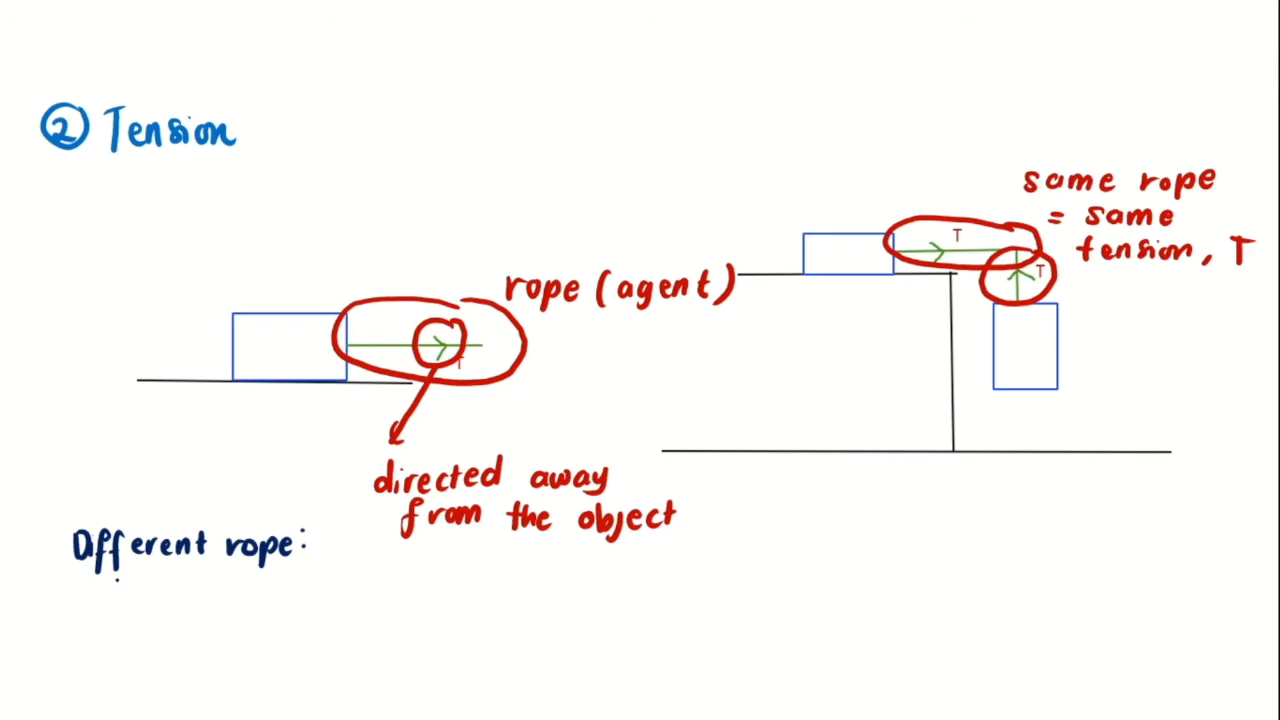 ② Tension
same rope
= same
tension, T
T
T
rope (agent)
T
directed away
from the object
Different rope: